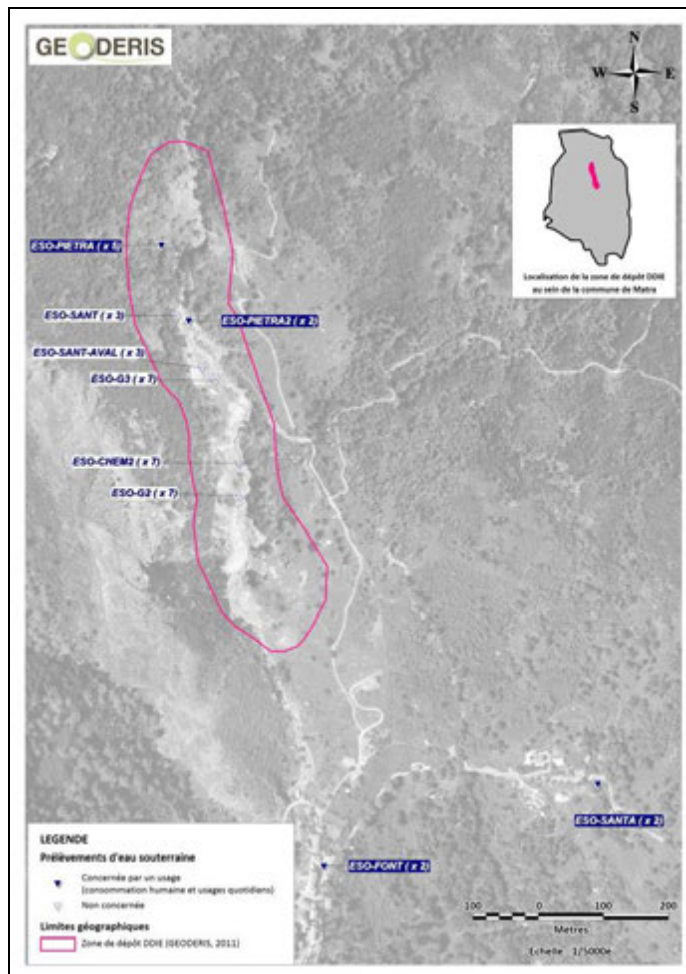 GEODERIS
N
W E
S
Localisation de la zone de dépôt DDIE
au sein de la commune de Matra
ESO-PIETRA ( x 5)
ESO-SANT ( x 3)
ESO-PIETRA2 ( x 2)
ESO-SANT-AVAL ( x 3)
ESO-G3 ( x 7)
ESO-CHEM2 ( x 7)
ESO-G2 ( x 7)
ESO-SANTA ( x 2)
ESO-FONT ( x 2)
LEGENDE
Prélèvements d'eau souterraine
Concernée par un usage
(consommation humaine et usages quotidiens)
Non concernée
Limites géographiques
Zone de dépôt DDIE (GEODERIS, 2011)
100 0 100 200
Metres
Echelle 1/5000e